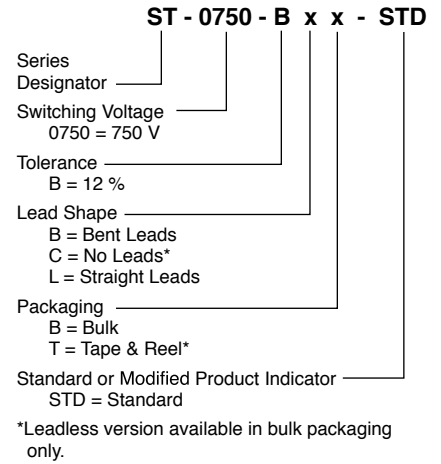 ST - 0750 - B x x - STD
Series
Designator
Switching Voltage
0750 = 750 V
Tolerance
B = 12 %
Lead Shape
B = Bent Leads
C = No Leads*
L = Straight Leads
Packaging
B = Bulk
T = Tape & Reel*
Standard or Modified Product Indicator
STD = Standard
*Leadless version available in bulk packaging
only.